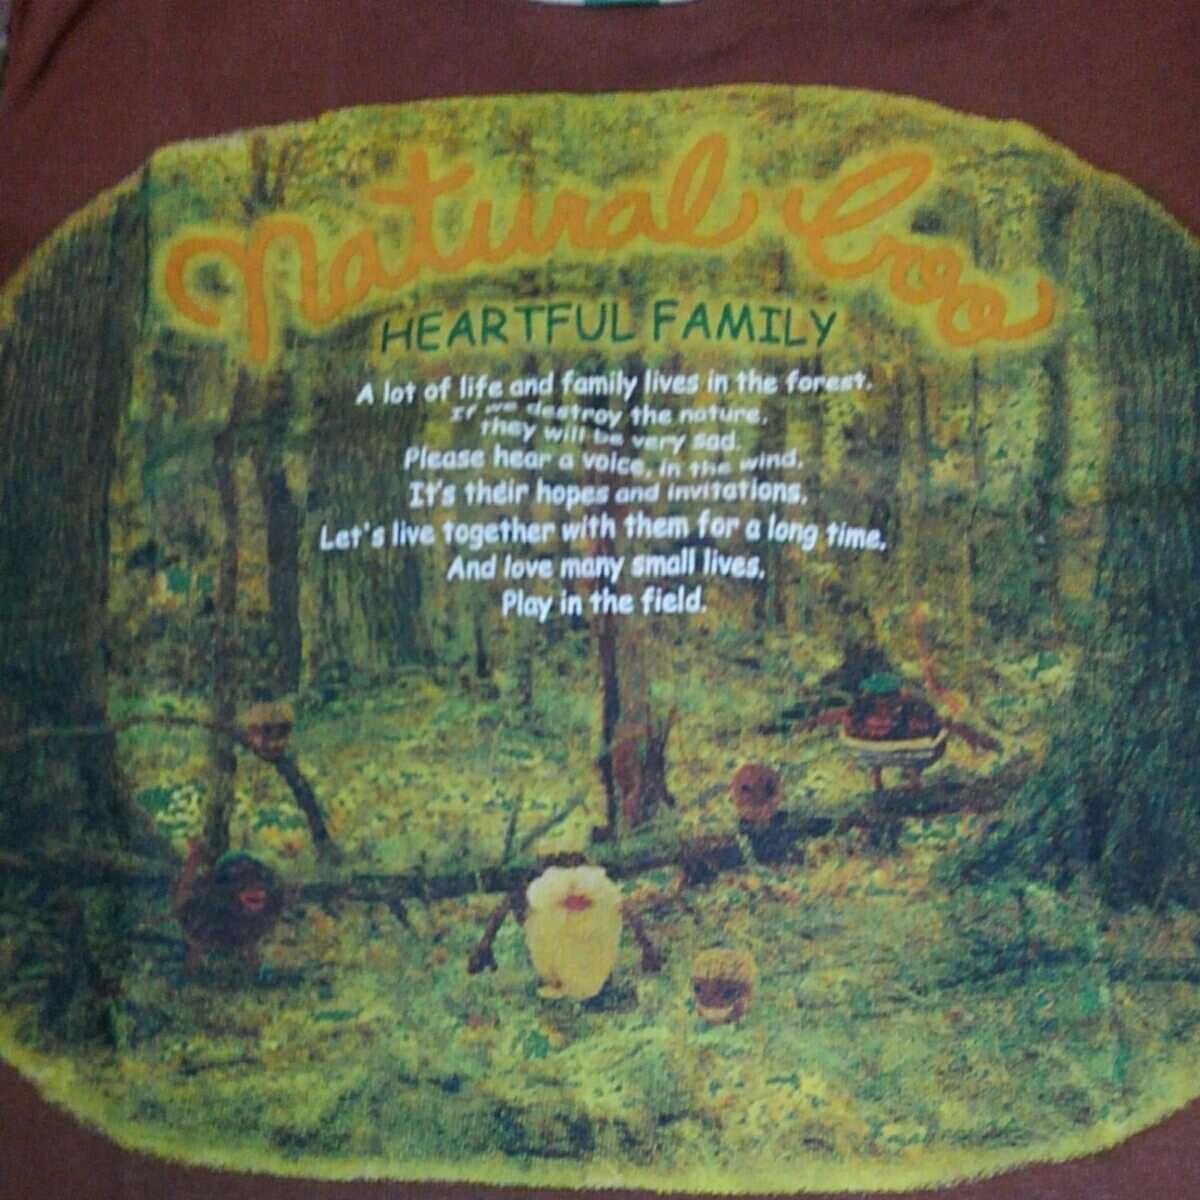 Natural Coo
HEARTFUL FAMILY
A lot of life and family lives in the forest.
If we destroy the nature,
they will be very sad.
Please hear a voice, in the wind.
It's their hopes and invitations,
Let's live together with them for a long time.
And love many small lives,
Play in the field.